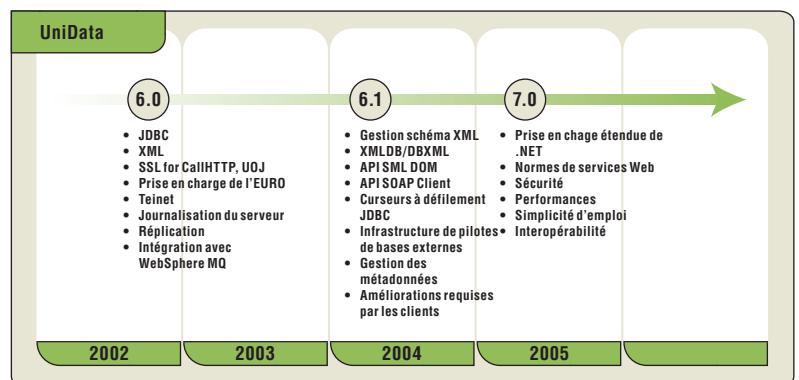 UniData
6.0
• JDBC
• XML
• SSL for CallHTTP, UOJ
• Prise en charge de l’EURO
• Teinet
• Journalisation du serveur
• Réplication
• Intégration avec
WebSphere MQ
6.1
• Gestion schéma XML
• XMLDB/DBXML
• API SML DOM
• API SOAP Client
• Curseurs à défilement
JDBC
• Infrastructure de pilotes
de bases externes
• Gestion des
métadonnées
• Améliorations requises
par les clients
7.0
• Prise en chage étendue de
.NET
• Normes de services Web
• Sécurité
• Performances
• Simplicité d’emploi
• Interopérabilité
2002
2003
2004
2005